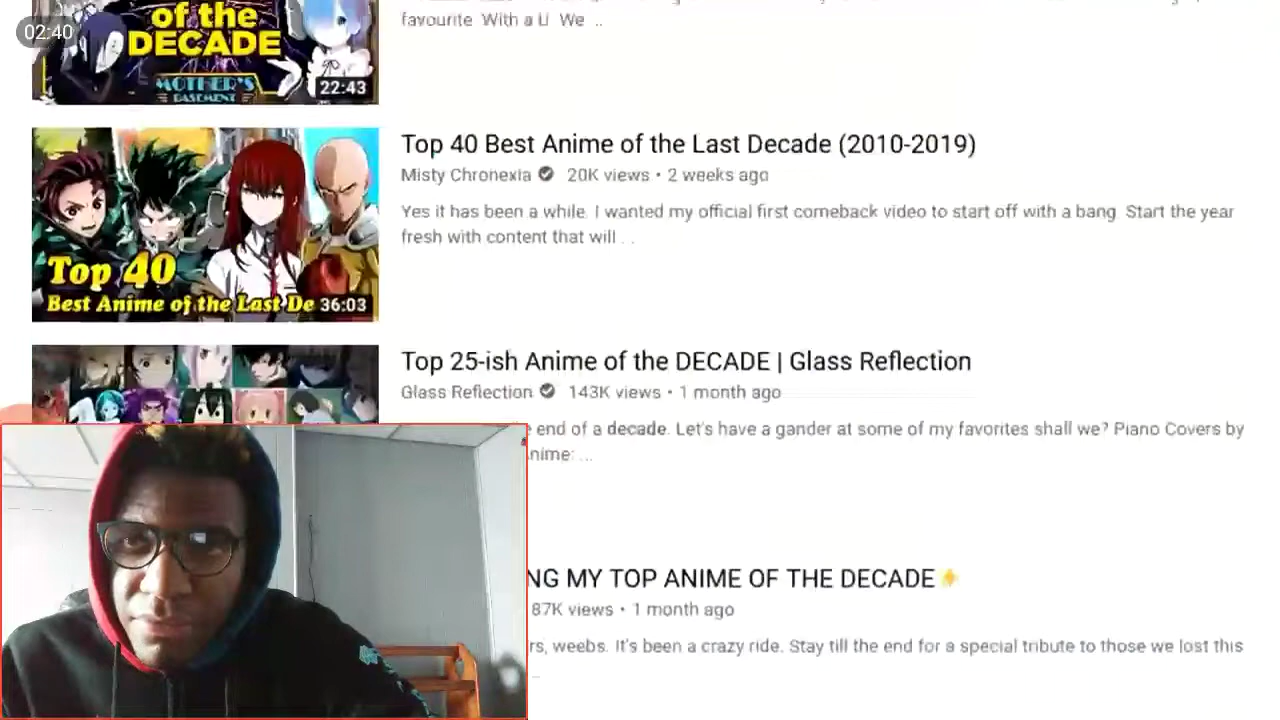 02:40
of the
DECADE
MOTHER'S
BASEMENT
22:43
favourite With a
We ..
Top 40 Best Anime of the Last Decade (2010-2019)
Misty Chronexia 20K views • 2 weeks ago
Yes it has been a while. I wanted my official first comeback video to start off with a bang Start the year
fresh with content that will ...
Top 40
Best Anime of the Last De 36:03
Top 25-ish Anime of the DECADE | Glass Reflection
Glass Reflection 143K views • 1 month ago
end of a decade. Let's have a gander at some of my favorites shall we? Piano Covers by
nime: ...
NG MY TOP ANIME OF THE DECADE
87K views • 1 month ago
rs, weebs. It's been a crazy ride. Stay till the end for a special tribute to those we lost this